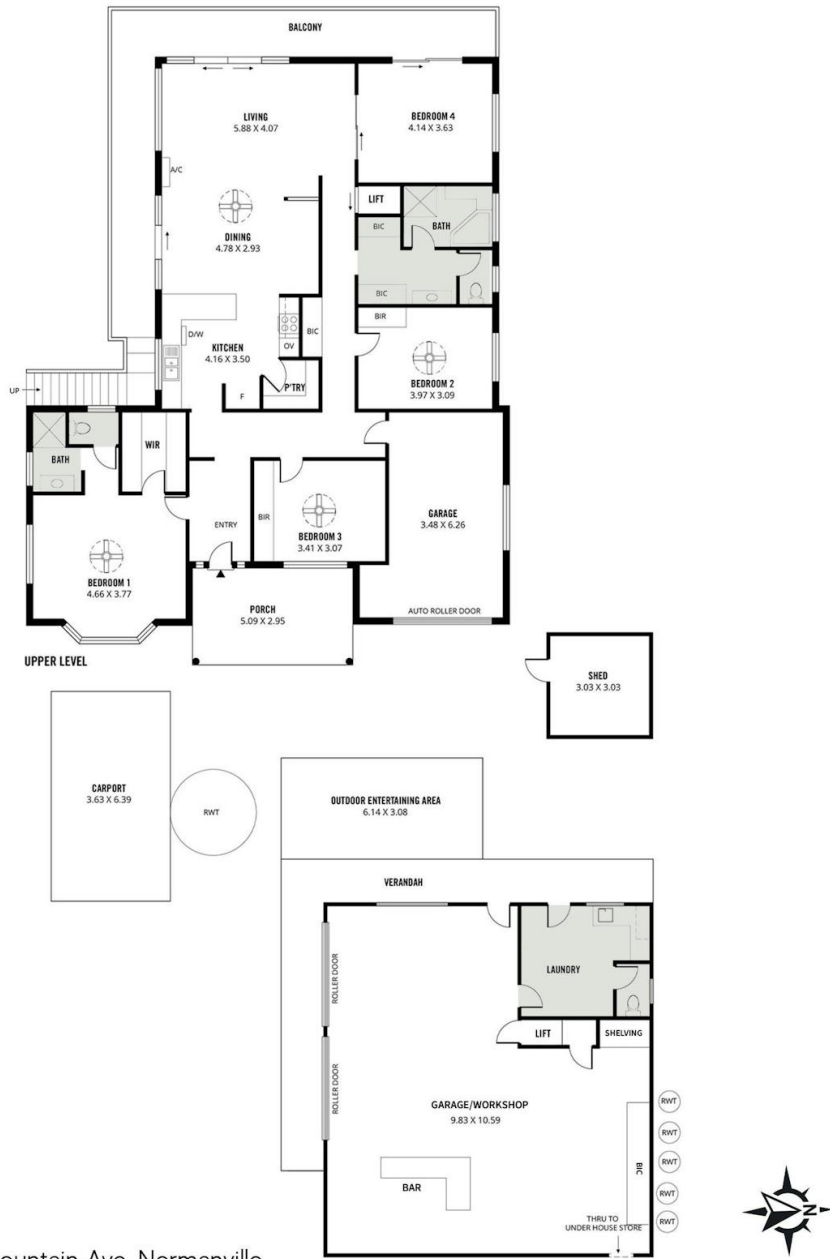 BALCONY
LIVING
5.88 X 4.07
BEDROOM 4
4.14 X 3.63
A/C
LIFT
BATH
BIC
DINING
4.78 X 2.93
BIC
BIR
D/W
KITCHEN
4.16 X 3.50
OV
BIC
BEDROOM 2
3.97 X 3.09
P'TRY
F
UP
WIR
BATH
ENTRY
BIR
BEDROOM 3
3.41 X 3.07
GARAGE
3.48 X 6.26
BEDROOM 1
4.66 X 3.77
PORCH
5.09 X 2.95
AUTO ROLLER DOOR
UPPER LEVEL
SHED
3.03 X 3.03
CARPORT
3.63 X 6.39
RWT
OUTDOOR ENTERTAINING AREA
6.14 X 3.08
VERANDAH
ROLLER DOOR
LAUNDRY
LIFT
SHELVING
ROLLER DOOR
GARAGE/WORKSHOP
9.83 X 10.59
RWT
RWT
RWT
RWT
RWT
BIC
BAR
THRU TO
UNDER HOUSE STORE
N
Ave, Normanville